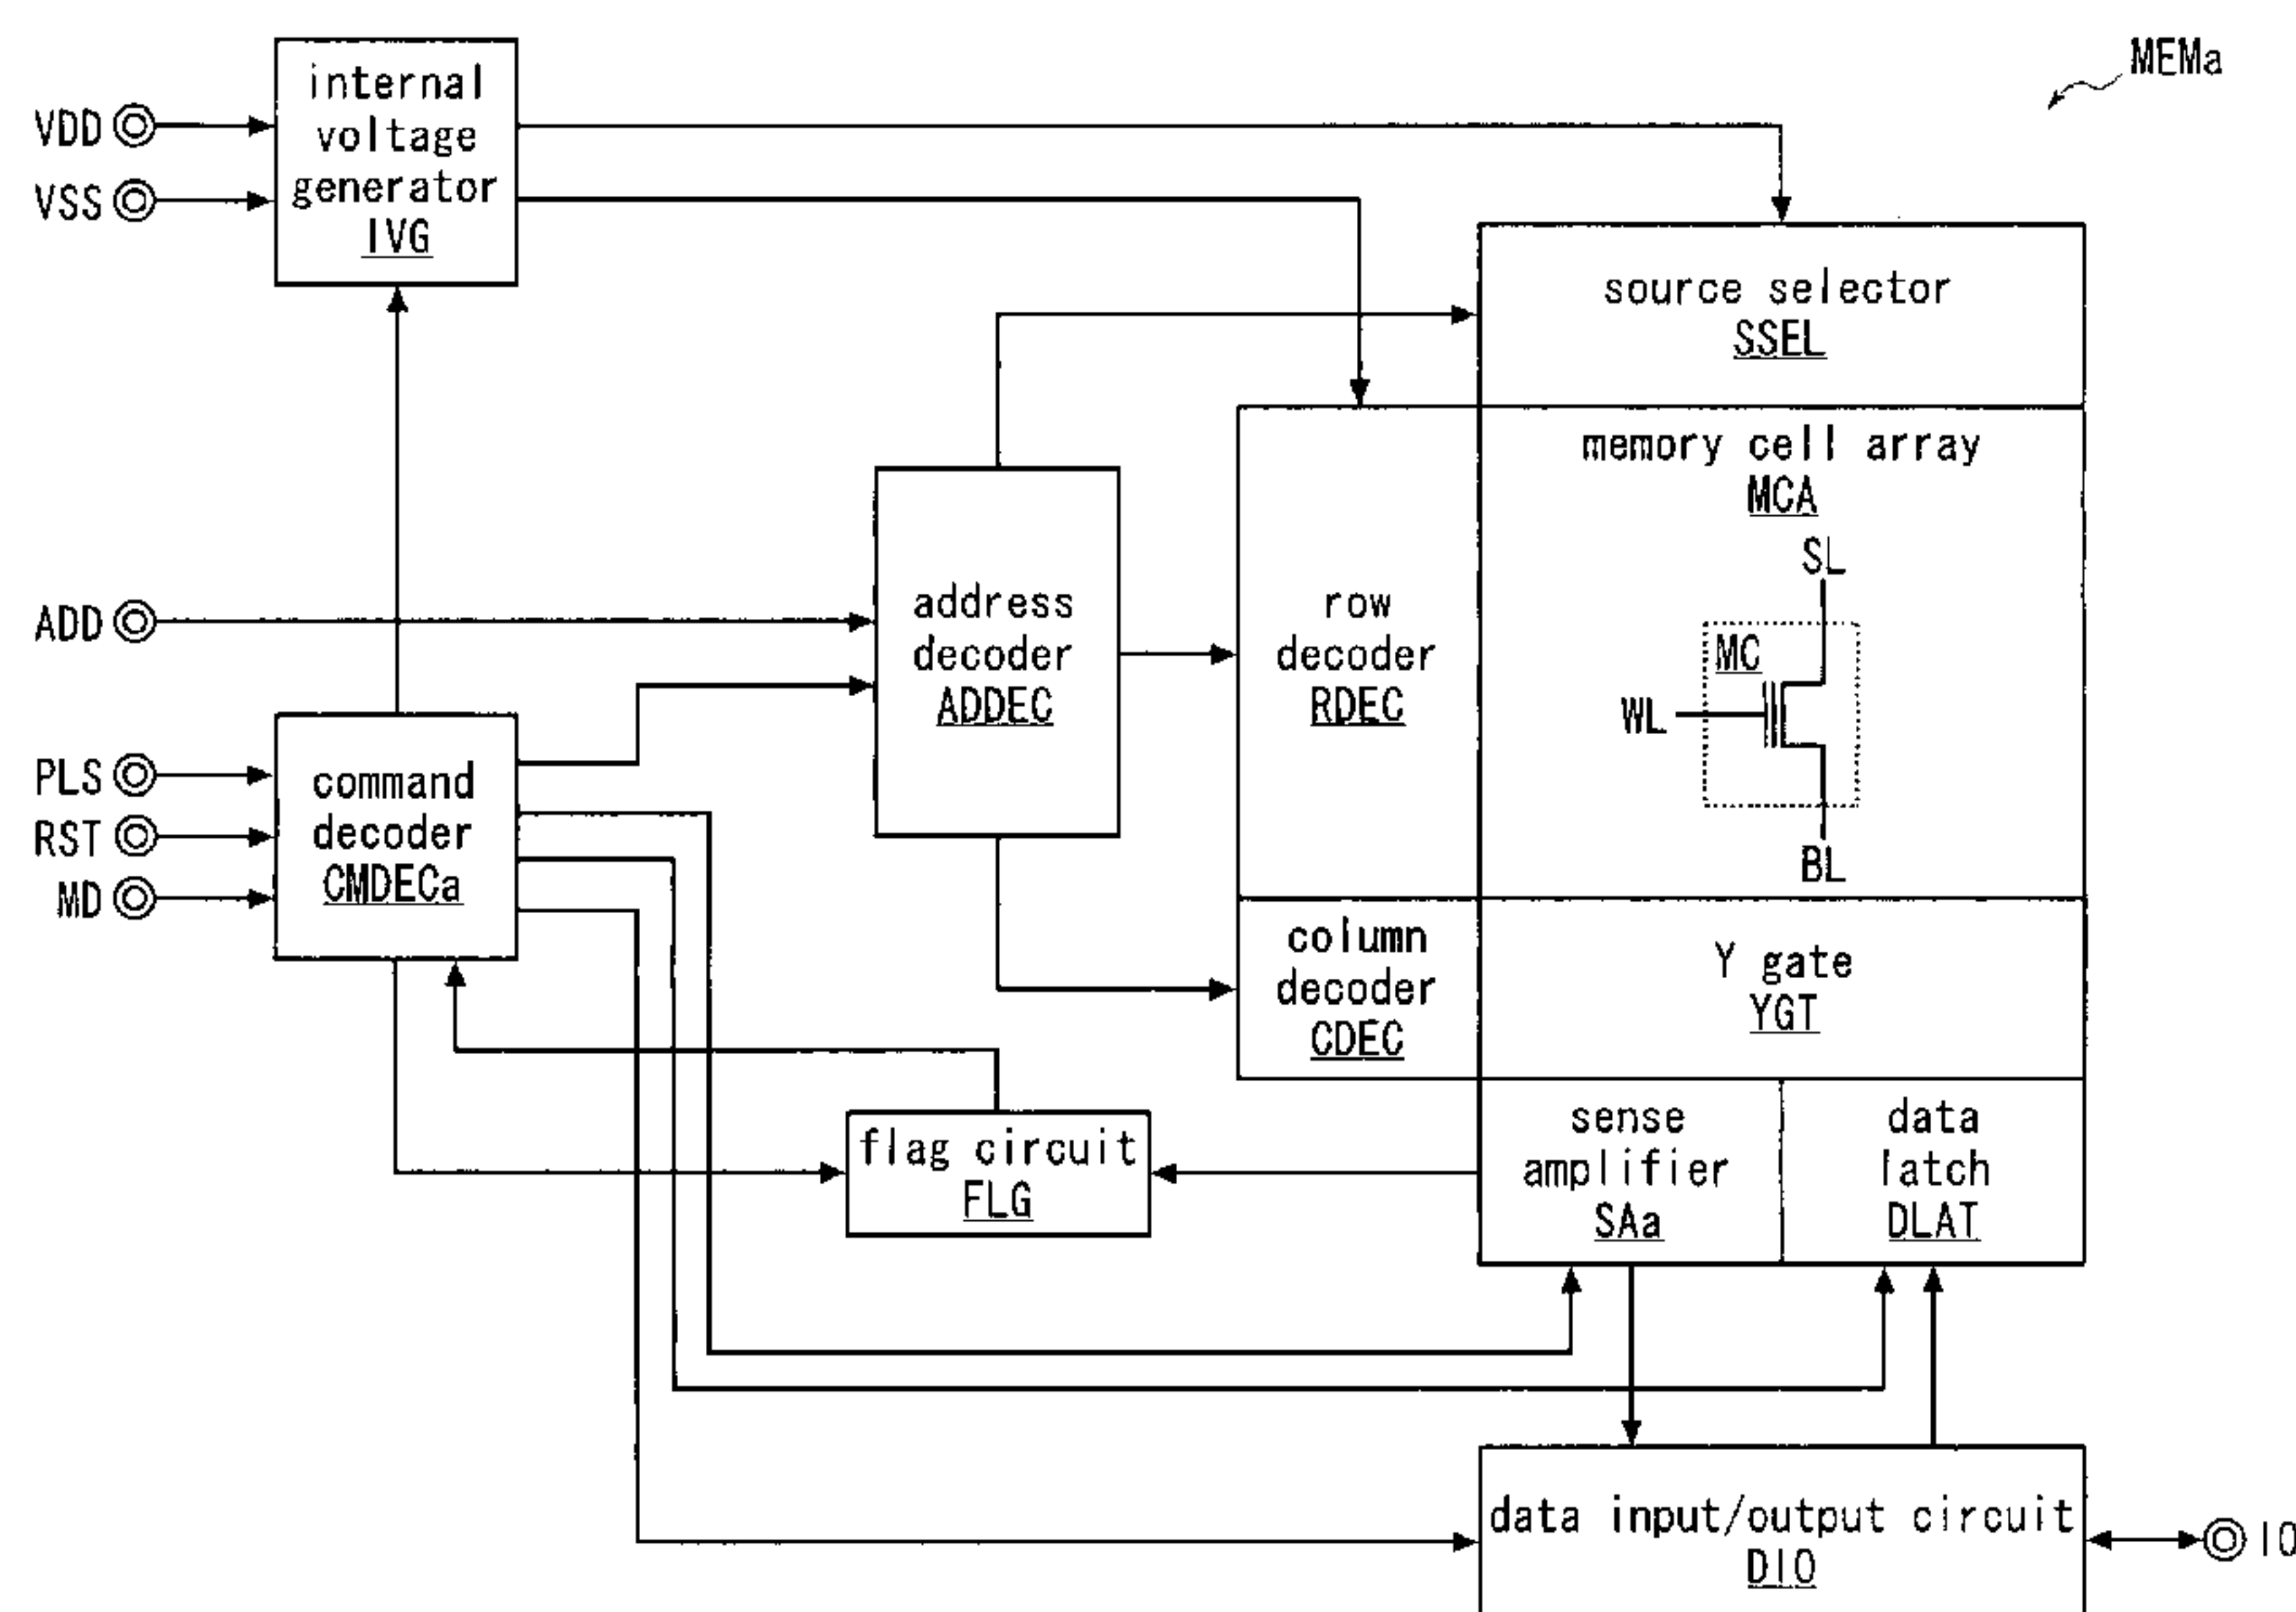 MEMa
VDD
VSS
internal
voltage
generator
IVG
source selector
SSEL
memory cell array
MCA
SL
MC
WL
BL
ADD
address
decoder
ADDEC
row
decoder
RDEC
PLS
RST
MD
command
decoder
CMDECa
column
decoder
CDEC
Y gate
YGT
flag circuit
FLG
sense
amplifier
SAa
data
latch
DLAT
data input/output circuit
DIO
IO